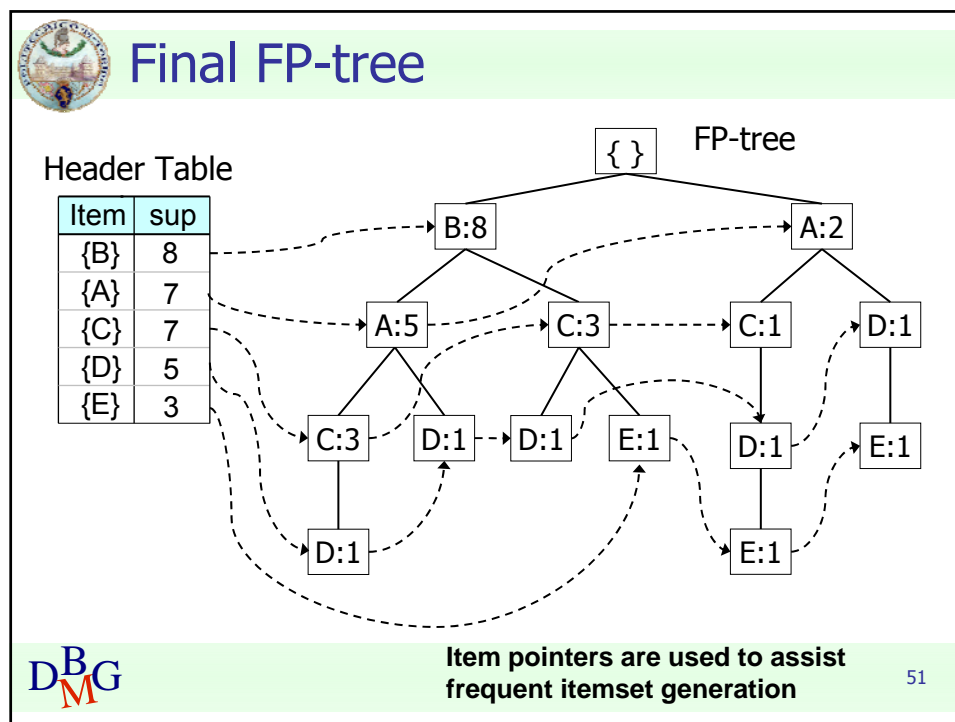 Final FP-tree
FP-tree
{ }
Header Table
Item sup
{B} 8
{A} 7
{C} 7
{D} 5
{E} 3
B:8 A:2
A:5 C:3 C:1 D:1
C:3 D:1 D:1 E:1 D:1 E:1
D:1 E:1
DBMG
Item pointers are used to assist
frequent itemset generation
51